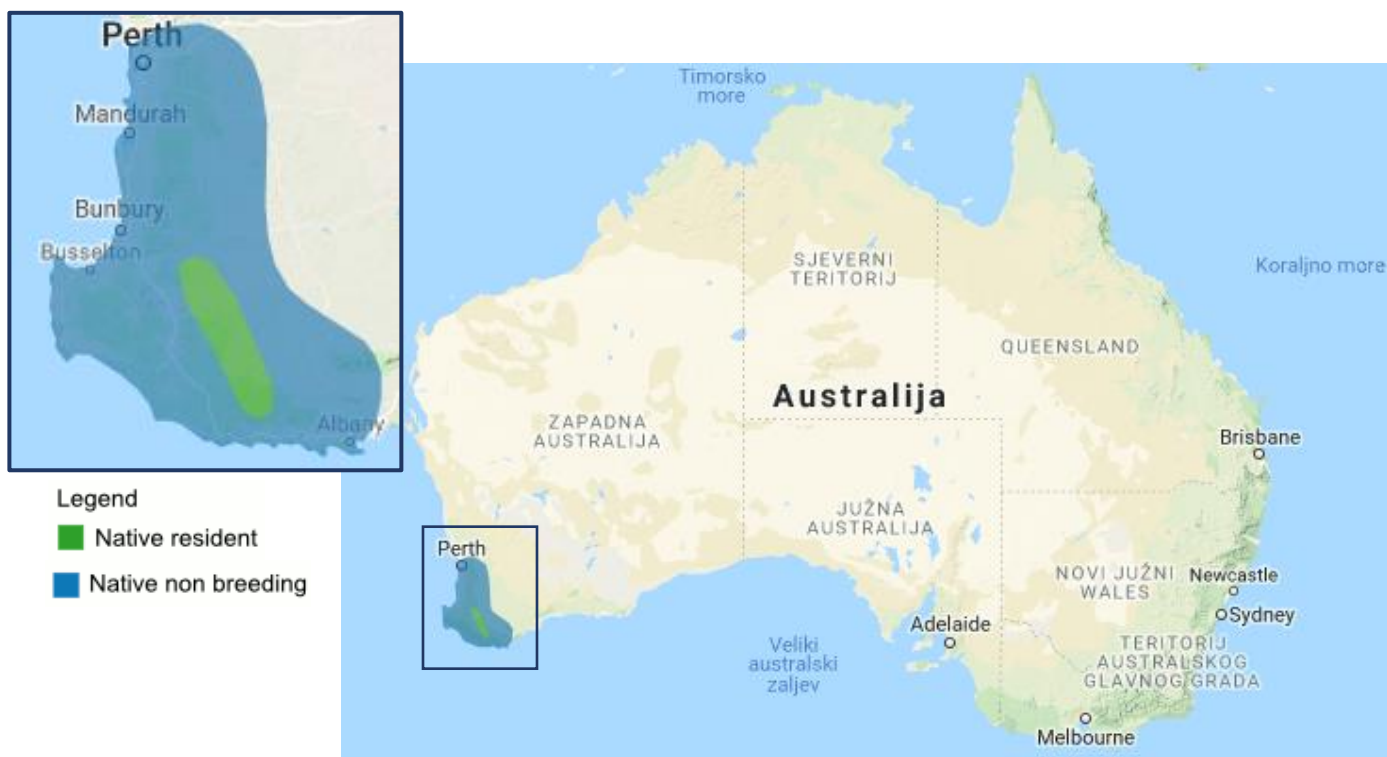 Perth
Mandurah
Bunbury
Busselton
Albany
Legend
Native resident
Native non breeding
Timorsko
more
Koraljno more
SJEVERNI
TERITORIJ
QUEENSLAND
Australija
ZAPADNA
AUSTRALIJA
Brisbane
JUŽNA
AUSTRALIJA
Perth
NOVI JUŽNI
WALES
Newcastle
Sydney
Adelaide
Veliki
australski
zaljev
TERITORIJ
AUSTRALSKOG
GLAVNOG GRADA
Melbourne